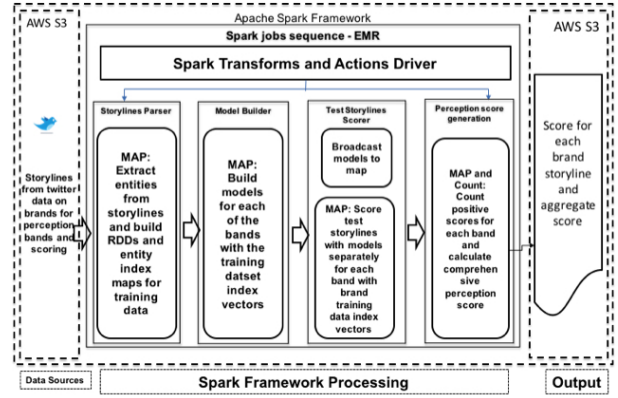 Apache Spark Framework
AWS S3
Spark jobs sequence - EMR
AWS S3
Spark Transforms and Actions Driver
Storylines Parser
Model Builder
Test Storylines
Scorer
Perception score
generation
Storylines
from twitter
data on
brands for
perception
bands and
scoring
MAP:
Extract
entities
from
storylines
and build
RDDs and
entity
index
maps for
training
data
MAP:
Build
models
for each
of the
bands
with the
training
datset
index
vectors
Broadcast
models to
map
MAP: Score
test
storylines
with models
separately
for each
band with
brand
training
data index
vectors
MAP and
Count:
Count
positive
scores for
each band
and
calculate
comprehen
sive
perception
score
Score for
each
brand
storyline
and
aggregate
score
Data Sources
Spark Framework Processing
Output